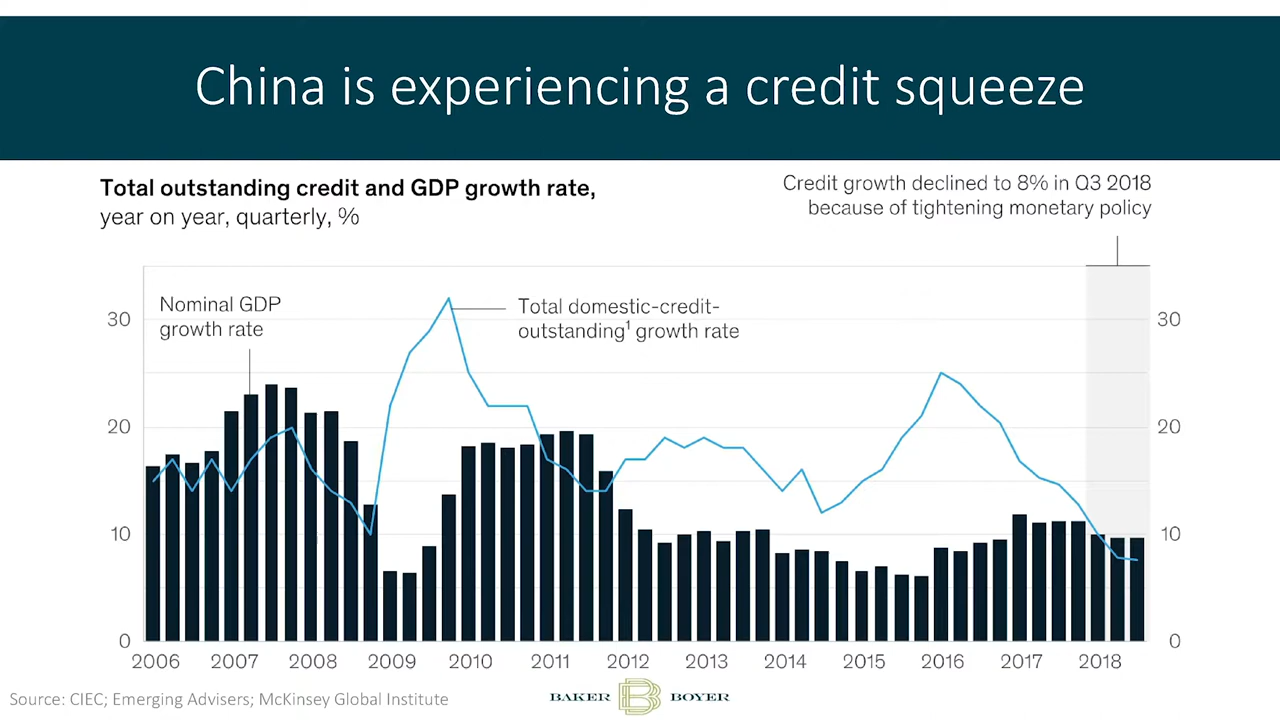 China is experiencing a credit squeeze
Total outstanding credit and GDP growth rate,
year on year, quarterly, %
Credit growth declined to 8% in Q3 2018
because of tightening monetary policy
Nominal GDP
growth rate
Total domestic-credit-
outstanding¹ growth rate
30
30
20
20
10
10
0
0
2006 2007 2008 2009 2010 2011 2012 2013 2014 2015 2016 2017 2018
Source: CIEC; Emerging Advisers; McKinsey Global Institute
BAKER BOYER